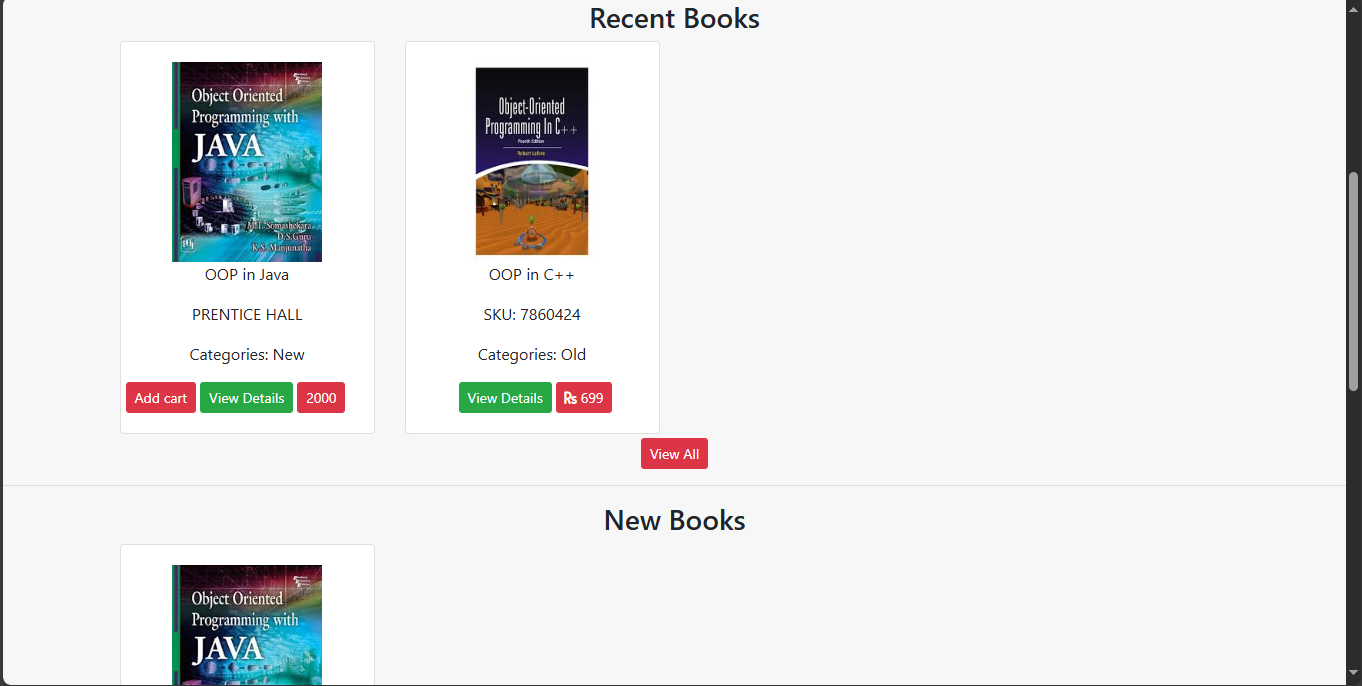 Recent Books
Object Oriented
Programming with
JAVA
M.T. Somashekara
D.S.Guru
K.S. Manjunatha
OOP in Java
PRENTICE HALL
Categories: New
Add cart View Details 2000
Object-Oriented
Programming In C++
Fourth Edition
Robert Lafore
OOP in C++
SKU: 7860424
Categories: Old
View Details ₨ 699
View All
New Books
Object Oriented
Programming with
JAVA